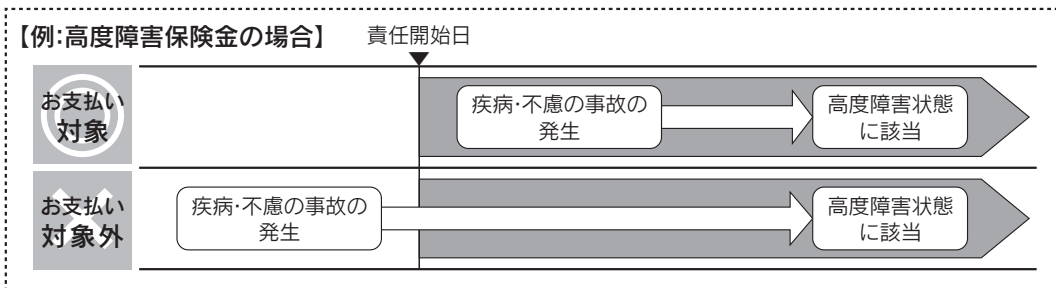 【例:高度障害保険金の場合】
責任開始日
お支払い
対象
疾病・不慮の事故の
発生
高度障害状態
に該当
お支払い
対象外
疾病・不慮の事故の
発生
高度障害状態
に該当